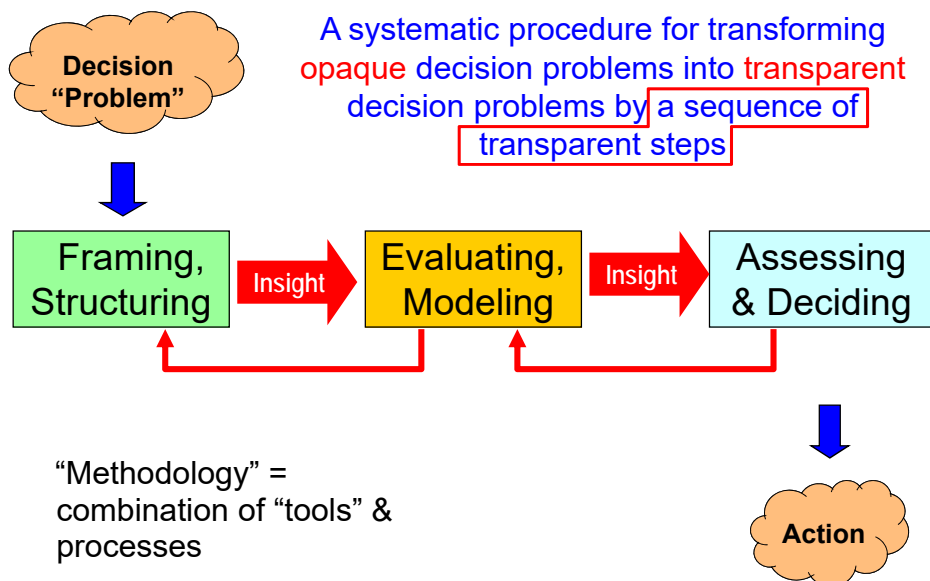 Decision
“Problem”
A systematic procedure for transforming
opaque decision problems into transparent
decision problems by a sequence of
transparent steps
Framing,
Structuring
Insight
Evaluating,
Modeling
Insight
Assessing
& Deciding
“Methodology” =
combination of “tools” &
processes
Action